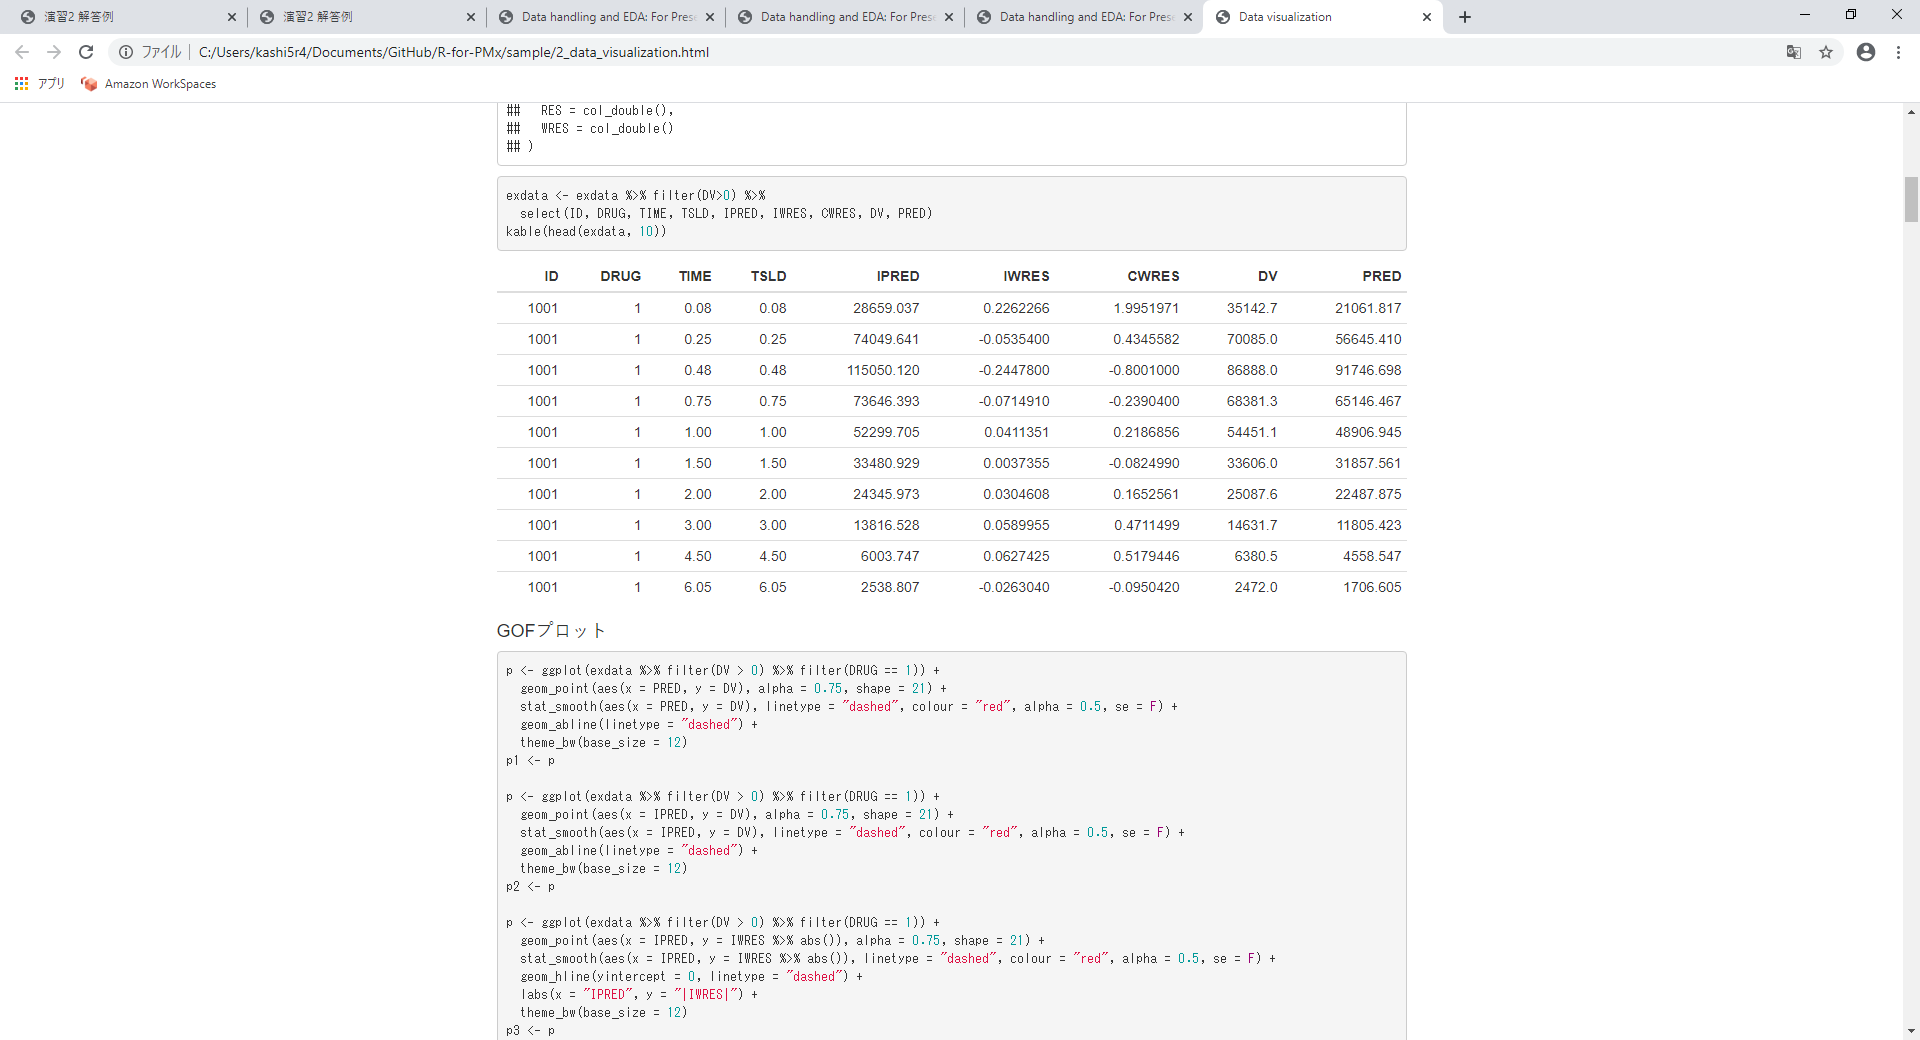 演習2 解答例
演習2 解答例
Data handling and EDA: For Prese
Data handling and EDA: For Prese
Data handling and EDA: For Prese
Data visualization
ファイル C:/Users/kashi5r4/Documents/GitHub/R-for-PMx/sample/2_data_visualization.html
アプリ Amazon WorkSpaces
## RES = col_double(),
## WRES = col_double()
## )
exdata <- exdata %>% filter(DV>0) %>%
select(ID, DRUG, TIME, TSLD, IPRED, IWRES, CWRES, DV, PRED)
kable(head(exdata, 10))
ID DRUG TIME TSLD IPRED IWRES CWRES DV PRED
1001 1 0.08 0.08 28659.037 0.2262266 1.9951971 35142.7 21061.817
1001 1 0.25 0.25 74049.641 -0.0535400 0.4345582 70085.0 56645.410
1001 1 0.48 0.48 115050.120 -0.2447800 -0.8001000 86888.0 91746.698
1001 1 0.75 0.75 73646.393 -0.0714910 -0.2390400 68381.3 65146.467
1001 1 1.00 1.00 52299.705 0.0411351 0.2186856 54451.1 48906.945
1001 1 1.50 1.50 33480.929 0.0037355 -0.0824990 33606.0 31857.561
1001 1 2.00 2.00 24345.973 0.0304608 0.1652561 25087.6 22487.875
1001 1 3.00 3.00 13816.528 0.0589955 0.4711499 14631.7 11805.423
1001 1 4.50 4.50 6003.747 0.0627425 0.5179446 6380.5 4558.547
1001 1 6.05 6.05 2538.807 -0.0263040 -0.0950420 2472.0 1706.605
GOFプロット
p <- ggplot(exdata %>% filter(DV > 0) %>% filter(DRUG == 1)) +
geom_point(aes(x = PRED, y = DV), alpha = 0.75, shape = 21) +
stat_smooth(aes(x = PRED, y = DV), linetype = "dashed", colour = "red", alpha = 0.5, se = F) +
geom_abline(linetype = "dashed") +
theme_bw(base_size = 12)
p1 <- p
p <- ggplot(exdata %>% filter(DV > 0) %>% filter(DRUG == 1)) +
geom_point(aes(x = IPRED, y = DV), alpha = 0.75, shape = 21) +
stat_smooth(aes(x = IPRED, y = DV), linetype = "dashed", colour = "red", alpha = 0.5, se = F) +
geom_abline(linetype = "dashed") +
theme_bw(base_size = 12)
p2 <- p
p <- ggplot(exdata %>% filter(DV > 0) %>% filter(DRUG == 1)) +
geom_point(aes(x = IPRED, y = IWRES %>% abs()), alpha = 0.75, shape = 21) +
stat_smooth(aes(x = IPRED, y = IWRES %>% abs()), linetype = "dashed", colour = "red", alpha = 0.5, se = F) +
geom_hline(yintercept = 0, linetype = "dashed") +
labs(x = "IPRED", y = "|IWRES|") +
theme_bw(base_size = 12)
p3 <- p